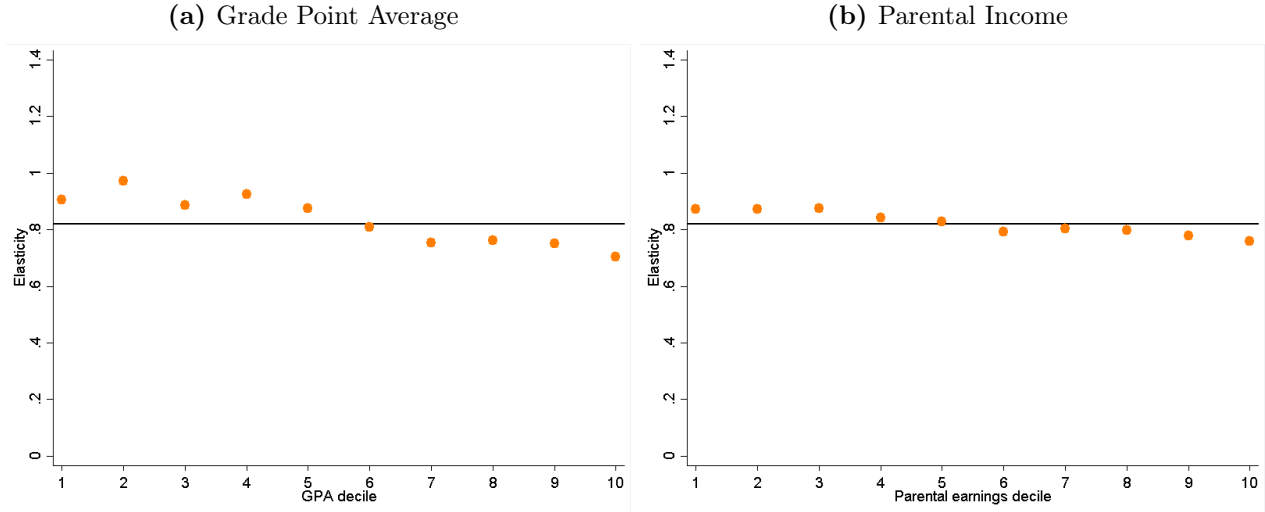 (a) Grade Point Average
Elasticity
1.4
1.2
1
.8
.6
.4
.2
0
1 2 3 4 5 6 7 8 9 10
GPA decile
(b) Parental Income
Elasticity
1.4
1.2
1
.8
.6
.4
.2
0
1 2 3 4 5 6 7 8 9 10
Parental earnings decile